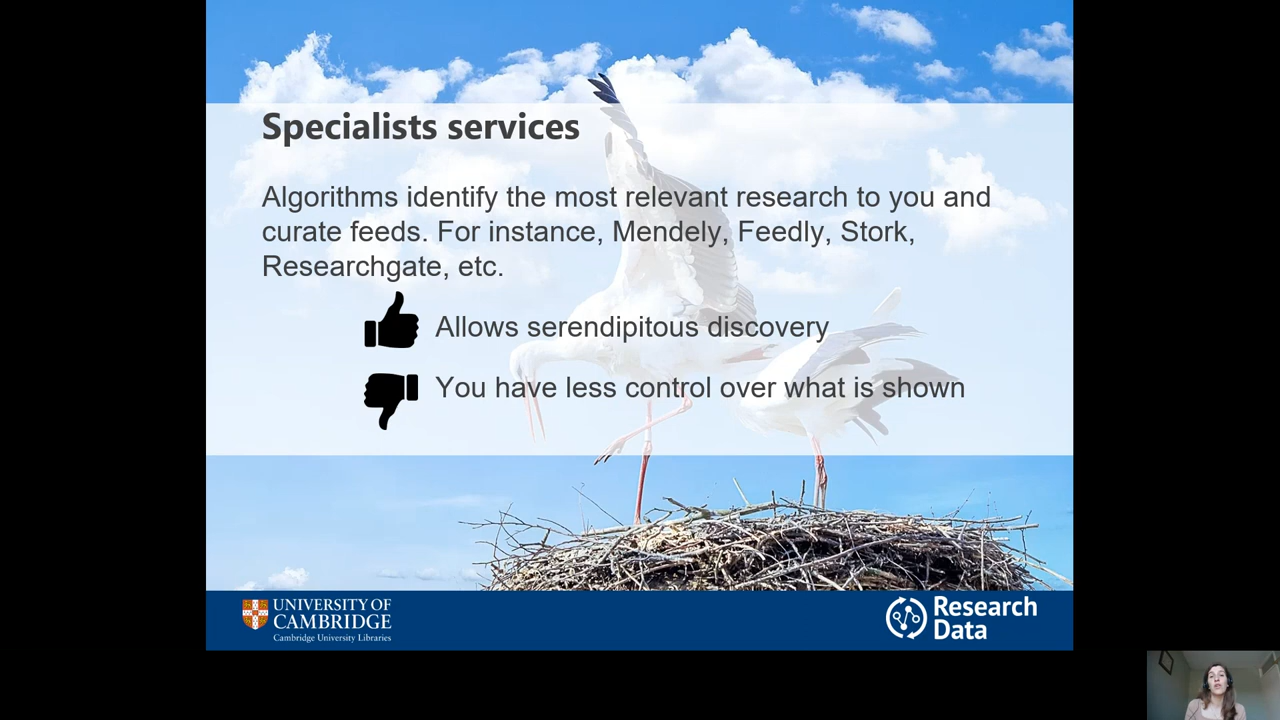 Specialists services
Algorithms identify the most relevant research to you and
curate feeds. For instance, Mendely, Feedly, Stork,
Researchgate, etc.
Allows serendipitous discovery
You have less control over what is shown
UNIVERSITY OF
CAMBRIDGE
Cambridge University Libraries
Research
Data